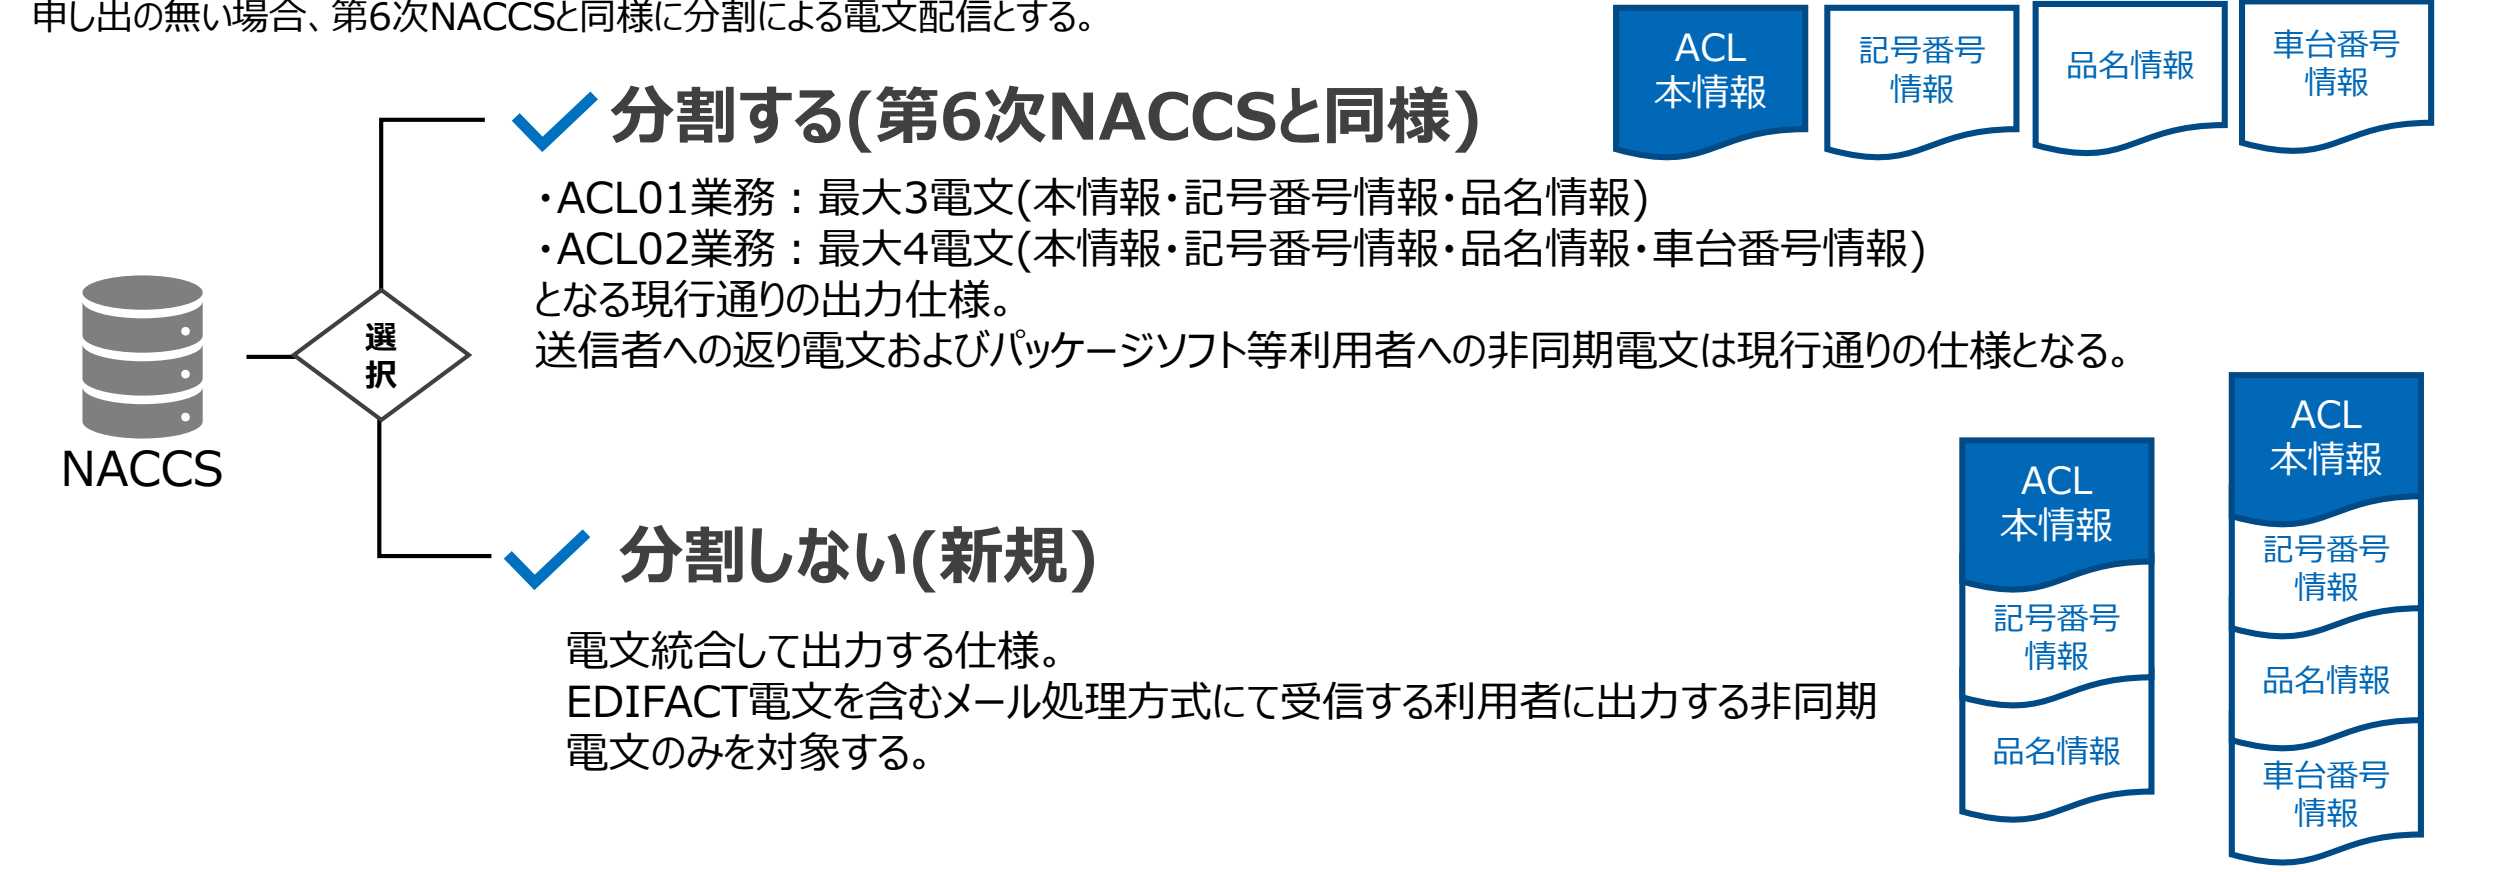 申し出の無い場合、第6次NACCSと同様に分割による電文配信とする。
ACL
本情報
記号番号
情報
品名情報
車台番号
情報
分割する(第6次NACCSと同様)
・ACL01業務：最大3電文(本情報・記号番号情報・品名情報)
・ACL02業務：最大4電文(本情報・記号番号情報・品名情報・車台番号情報)
となる現行通りの出力仕様。
送信者への返り電文およびパッケージソフト等利用者への非同期電文は現行通りの仕様となる。
選
択
NACCS
分割しない(新規)
電文統合して出力する仕様。
EDIFACT電文を含むメール処理方式にて受信する利用者に出力する非同期
電文のみを対象する。
ACL
本情報
記号番号
情報
品名情報
ACL
本情報
記号番号
情報
品名情報
車台番号
情報